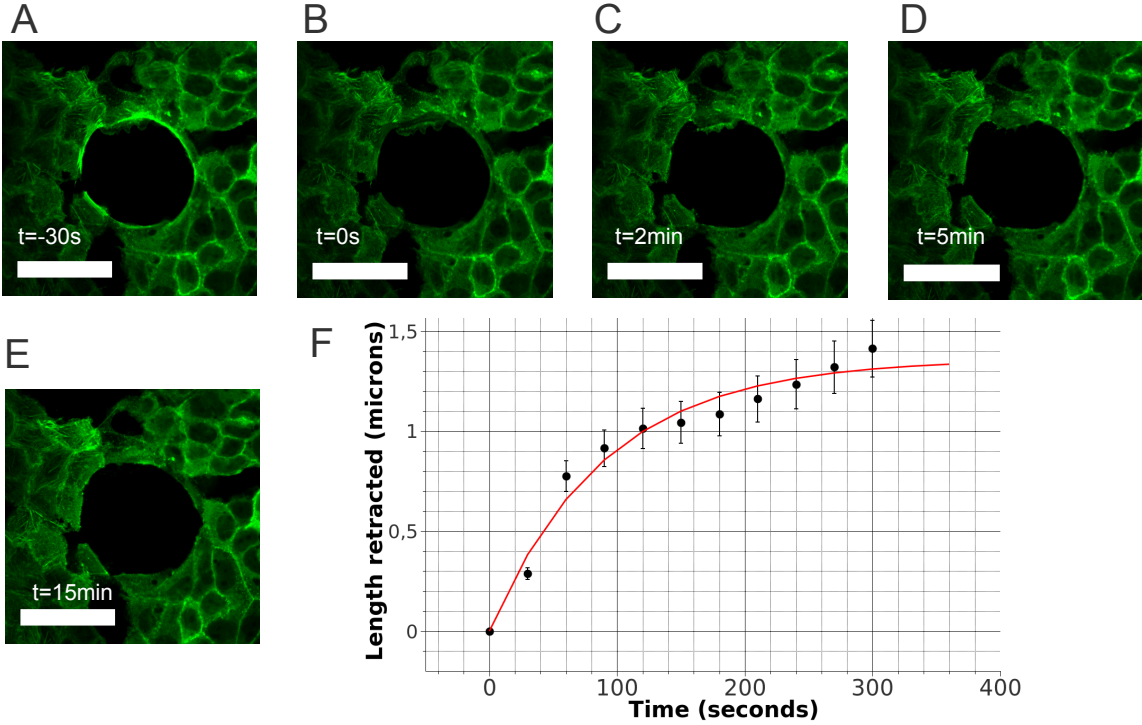 A
B
C
D
t=-30s
t=0s
t=2min
t=5min
E
F
t=15min
Length retracted (microns)
1,5
1
0,5
0
0 100 200 300 400
Time (seconds)